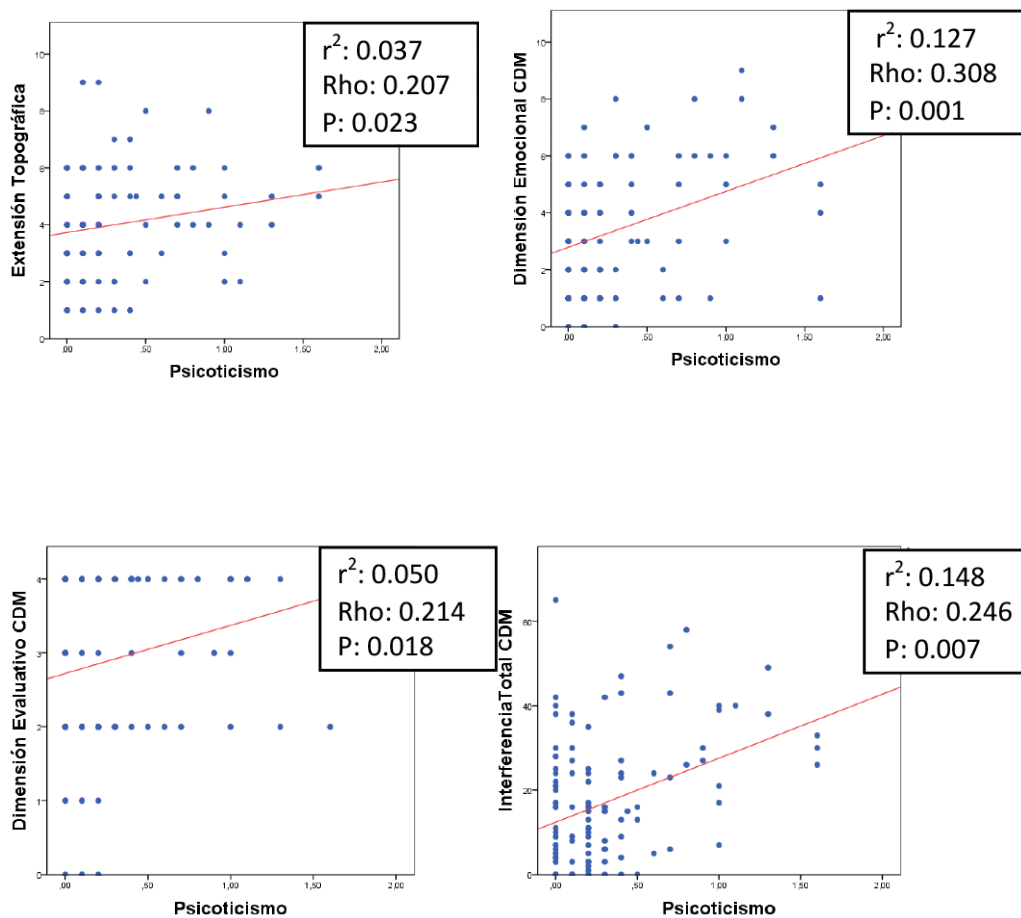 r²: 0.037
Rho: 0.207
P: 0.023
Extensión Topográfica
10
8
6
4
2
0
,00 ,50 1,00 1,50 2,00
Psicoticismo
r²: 0.127
Rho: 0.308
P: 0.001
Dimensión Emocional CDM
10
8
6
4
2
0
,00 ,50 1,00 1,50 2,00
Psicoticismo
r²: 0.050
Rho: 0.214
P: 0.018
Dimensión Evaluativo CDM
4
3
2
1
0
,00 ,50 1,00 1,50 2,00
Psicoticismo
r²: 0.148
Rho: 0.246
P: 0.007
InterferenciaTotal CDM
60
40
20
0
,00 ,50 1,00 1,50 2,00
Psicoticismo